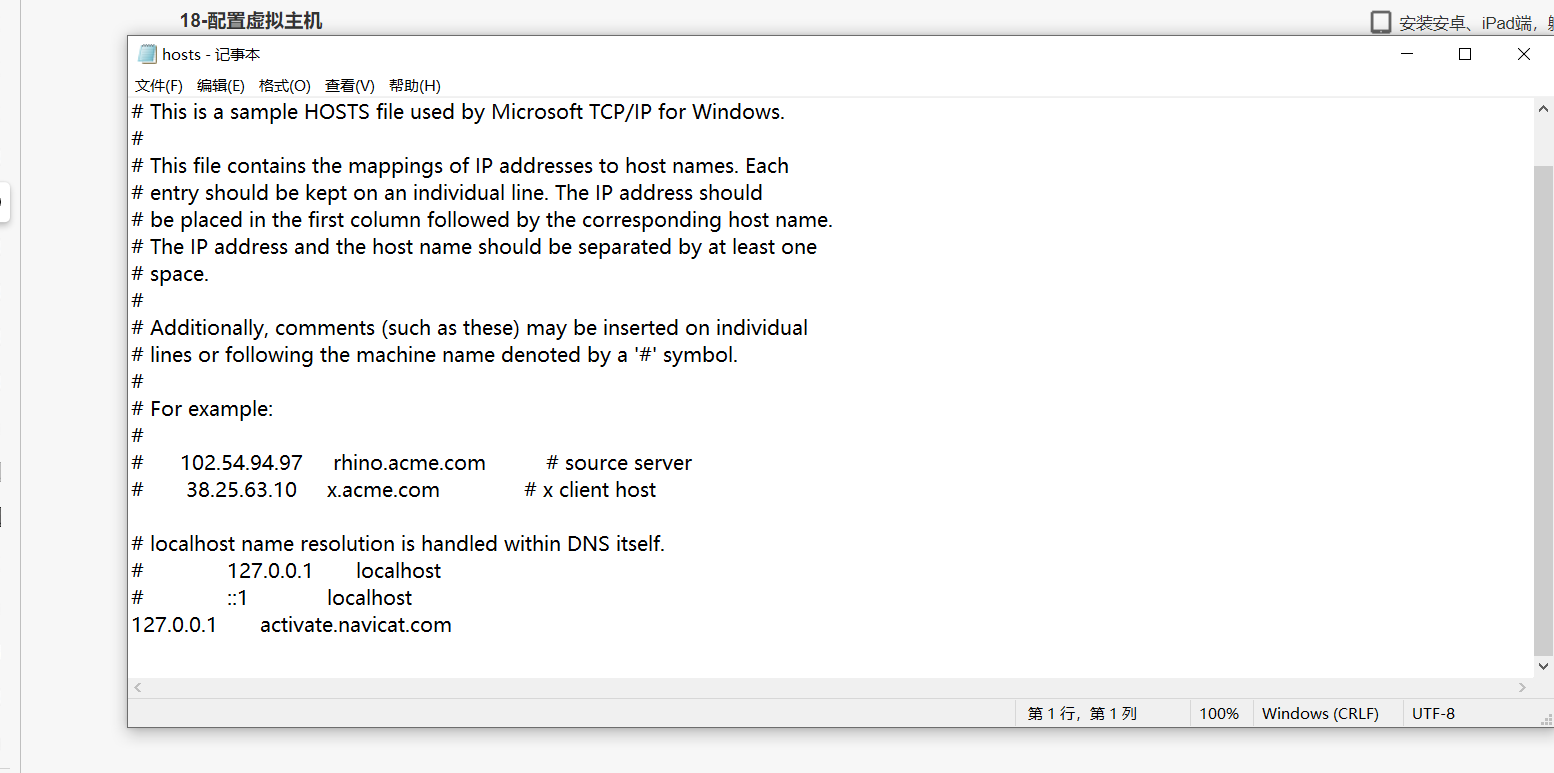 18-配置虚拟主机
安装安卓、iPad端，
hosts - 记事本
文件(F) 编辑(E) 格式(O) 查看(V) 帮助(H)
# This is a sample HOSTS file used by Microsoft TCP/IP for Windows.
#
# This file contains the mappings of IP addresses to host names. Each
# entry should be kept on an individual line. The IP address should
# be placed in the first column followed by the corresponding host name.
# The IP address and the host name should be separated by at least one
# space.
#
# Additionally, comments (such as these) may be inserted on individual
# lines or following the machine name denoted by a '#' symbol.
#
# For example:
#
# 102.54.94.97 rhino.acme.com # source server
# 38.25.63.10 x.acme.com # x client host
# localhost name resolution is handled within DNS itself.
# 127.0.0.1 localhost
# ::1 localhost
127.0.0.1 activate.navicat.com
第 1 行，第 1 列 100% Windows (CRLF) UTF-8